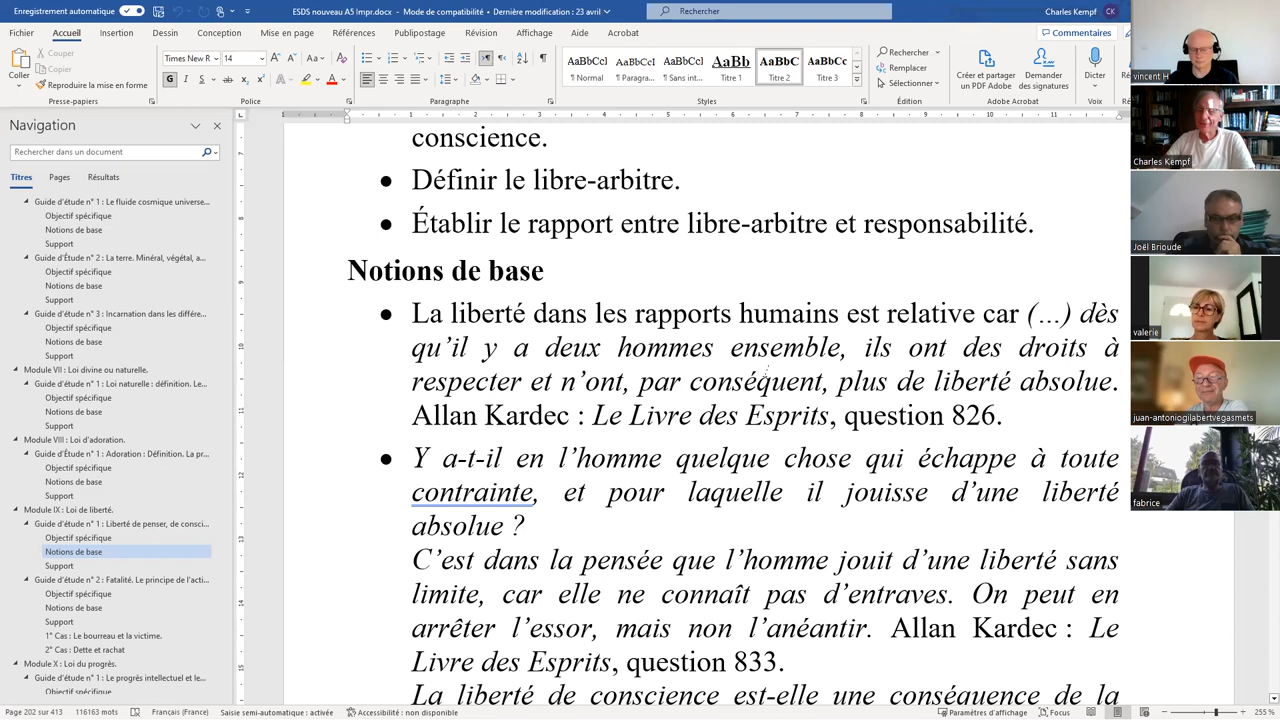 Enregistrement automatique
ESDS nouveau A5 Impr.docx - Mode de compatibilité • Dernière modification : 23 avril
Rechercher
Charles Kempf
CK
Fichier
Accueil
Insertion
Dessin
Conception
Mise en page
Références
Publipostage
Révision
Affichage
Aide
Acrobat
Commentaires
Coller
Couper
Copier
Reproduire la mise en forme
Presse-papiers
Times New R
14
Police
Paragraphe
AaBbCcI
¶ Normal
AaBbCcI
¶ Paragra...
AaBbCcI
¶ Sans int...
AaBb
Titre 1
AaBbC
Titre 2
AaBbCc
Titre 3
Styles
Rechercher
Remplacer
Sélectionner
Édition
Créer et partager
un PDF Adobe
Demander
des signatures
Adobe Acrobat
Dicter
Navigation
Rechercher dans un document
Titres
Pages
Résultats
Guide d'étude n° 1 : Le fluide cosmique universe...
Objectif spécifique
Notions de base
Support
Guide d'Étude n° 2 : La terre. Minéral, végétal, a...
Objectif spécifique
Notions de base
Support
Guide d'étude n° 3 : Incarnation dans les différe...
Objectif spécifique
Notions de base
Support
Module VII : Loi divine ou naturelle.
Guide d'étude n° 1 : Loi naturelle : définition. Le...
Objectif spécifique
Notions de base
Support
Module VIII : Loi d'adoration.
Guide d'étude n° 1 : Adoration : Définition. La pr...
Objectif spécifique
Notions de base
Support
Module IX : Loi de liberté.
Guide d'étude n° 1 : Liberté de penser, de consci...
Objectif spécifique
Notions de base
Support
Guide d'étude n° 2 : Fatalité. Le principe de l'acti...
Objectif spécifique
Notions de base
Support
1° Cas : Le bourreau et la victime.
2° Cas : Dette et rachat
Module X : Loi du progrès.
Guide d'étude n° 1 : Le progrès intellectuel et le...
Objectif spécifique
conscience.
● Définir le libre-arbitre.
● Établir le rapport entre libre-arbitre et responsabilité.
Notions de base
● La liberté dans les rapports humains est relative car (…) dès
qu'il y a deux hommes ensemble, ils ont des droits à
respecter et n'ont, par conséquent, plus de liberté absolue.
Allan Kardec : Le Livre des Esprits, question 826.
● Y a-t-il en l'homme quelque chose qui échappe à toute
contrainte, et pour laquelle il jouisse d'une liberté
absolue ?
C'est dans la pensée que l'homme jouit d'une liberté sans
limite, car elle ne connaît pas d'entraves. On peut en
arrêter l'essor, mais non l'anéantir. Allan Kardec : Le
Livre des Esprits, question 833.
La liberté de conscience est-elle une conséquence de la
vincent H
Charles Kempf
Joël Brioude
valerie
juan-antoniogilabertvegasmets
fabrice
Page 202 sur 413
116163 mots
Français (France)
Saisie semi-automatique : activée
Accessibilité : non disponible
Paramètres d'affichage
Focus
255 %